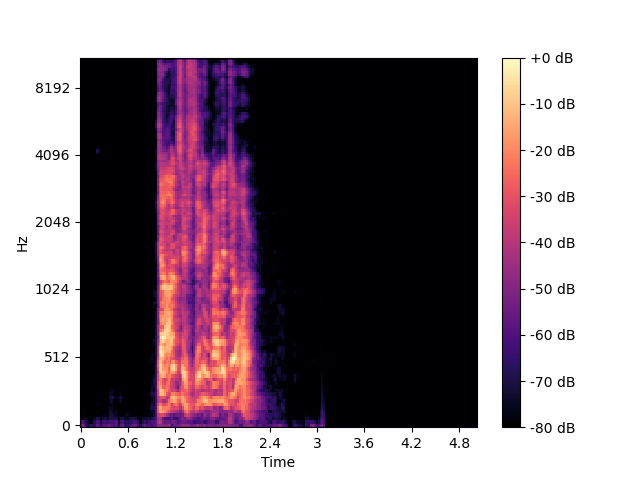 8192
4096
2048
1024
512
0
Hz
0 0.6 1.2 1.8 2.4 3 3.6 4.2 4.8
Time
+0 dB
-10 dB
-20 dB
-30 dB
-40 dB
-50 dB
-60 dB
-70 dB
-80 dB